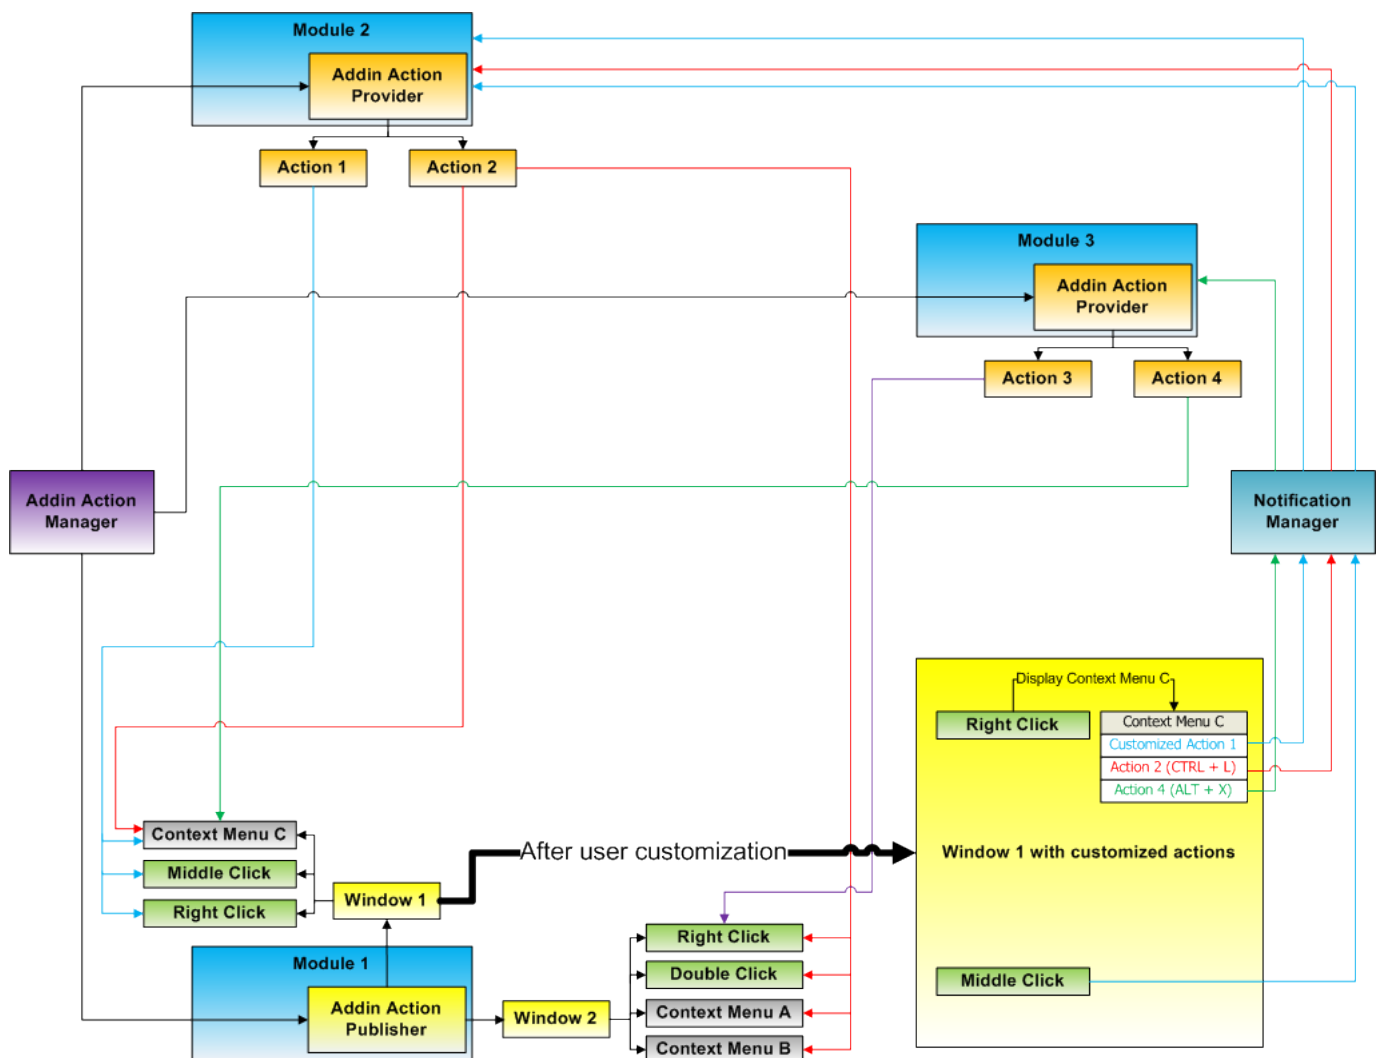 Module 2
Addin Action
Provider
Action 1
Action 2
Module 3
Addin Action
Provider
Action 3
Action 4
Addin Action
Manager
Notification
Manager
Display Context Menu C
Right Click
Context Menu C
Customized Action 1
Action 2 (CTRL + L)
Action 4 (ALT + X)
Context Menu C
After user customization
Window 1 with customized actions
Middle Click
Window 1
Right Click
Right Click
Module 1
Double Click
Middle Click
Addin Action
Publisher
Window 2
Context Menu A
Context Menu B